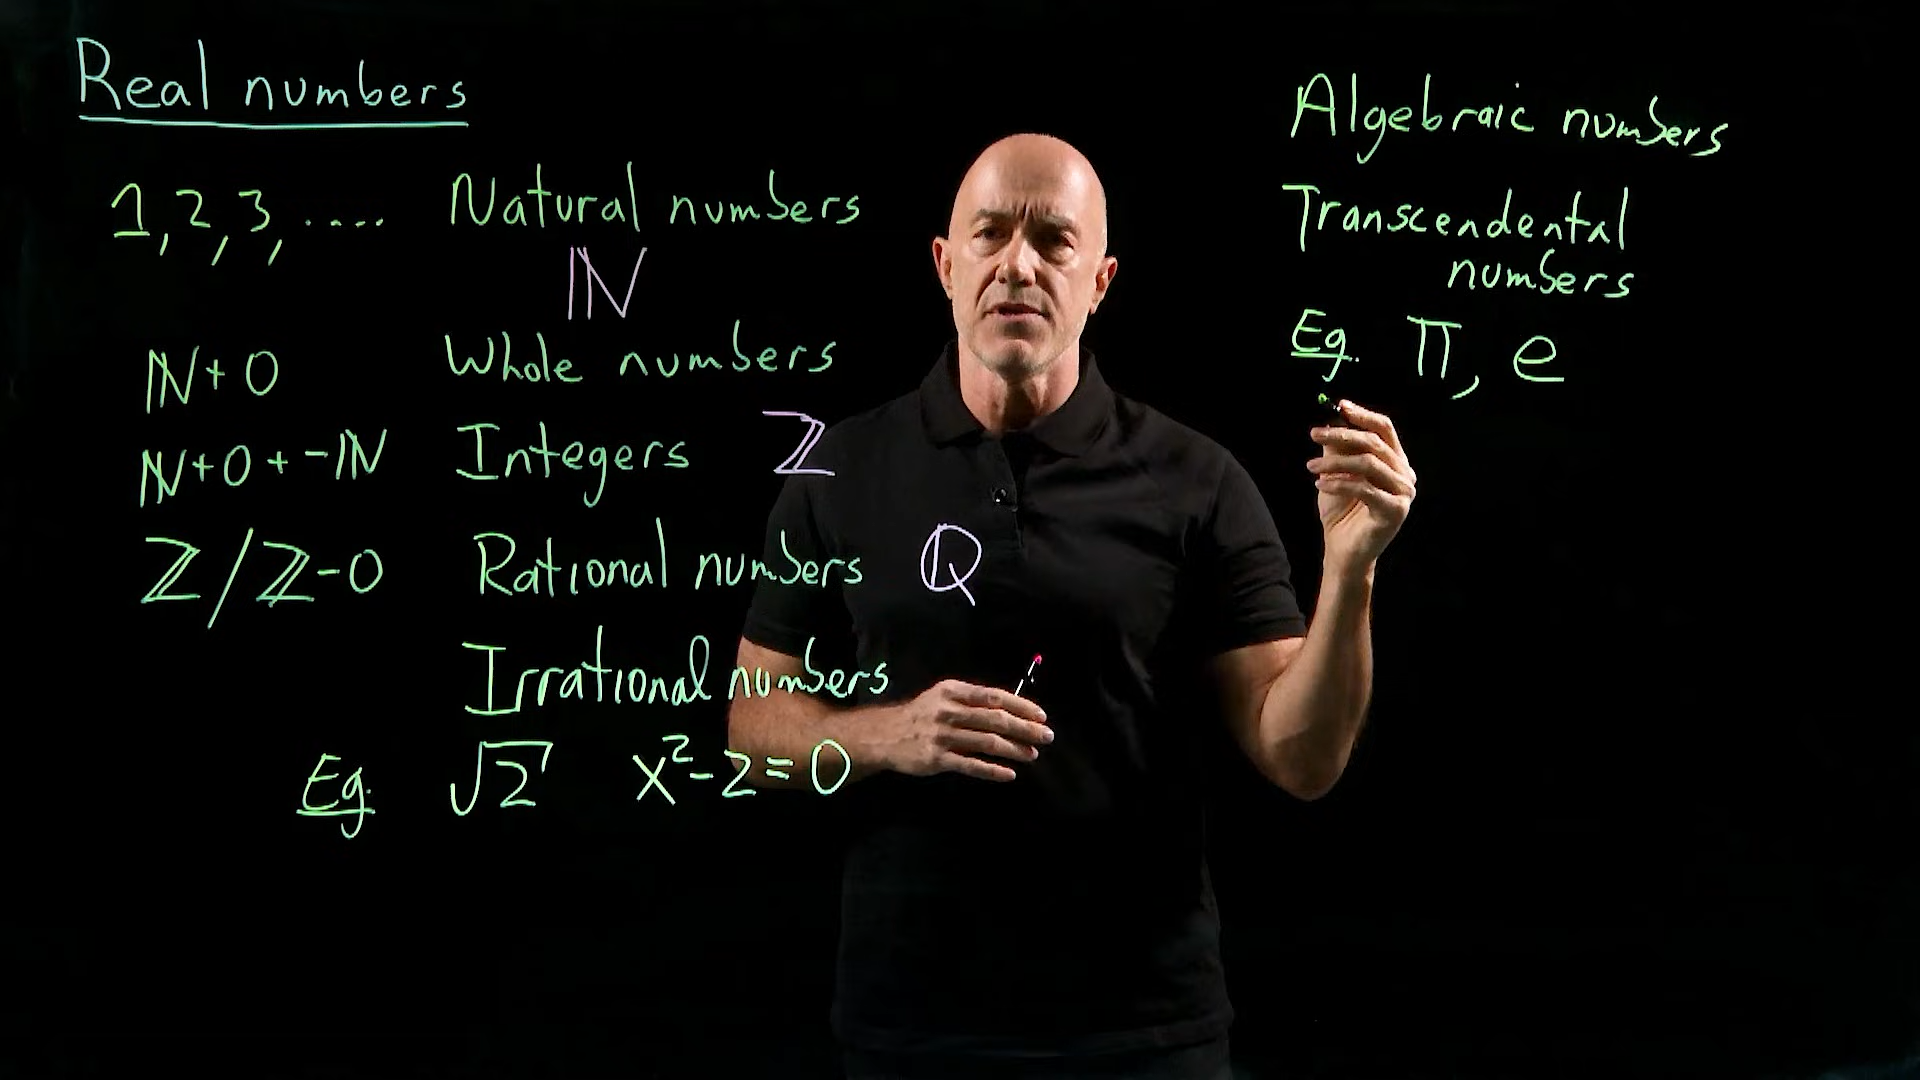 Real numbers
1, 2, 3, .... Natural numbers
ℕ
ℕ + 0 Whole numbers
ℕ + 0 + -ℕ Integers ℤ
ℤ/ℤ-0 Rational numbers ℚ
Irrational numbers
Eg. √2 x²-2=0
Algebraic numbers
Transcendental
numbers
Eg. π, e